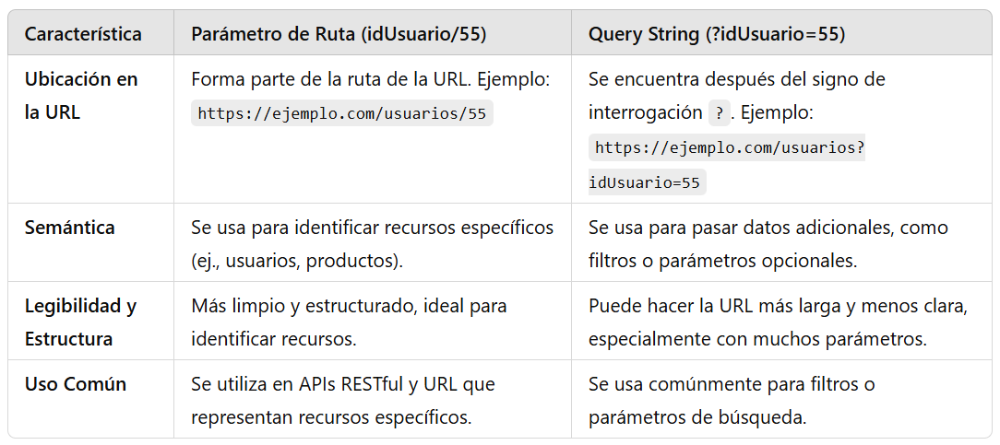 Característica
Parámetro de Ruta (idUsuario/55)
Query String (?idUsuario=55)
Ubicación en
la URL
Forma parte de la ruta de la URL. Ejemplo:
https://ejemplo.com/usuarios/55
Se encuentra después del signo de
interrogación ? . Ejemplo:
https://ejemplo.com/usuarios?
idUsuario=55
Semántica
Se usa para identificar recursos específicos
(ej., usuarios, productos).
Se usa para pasar datos adicionales, como
filtros o parámetros opcionales.
Legibilidad y
Estructura
Más limpio y estructurado, ideal para
identificar recursos.
Puede hacer la URL más larga y menos clara,
especialmente con muchos parámetros.
Uso Común
Se utiliza en APIs RESTful y URL que
representan recursos específicos.
Se usa comúnmente para filtros o
parámetros de búsqueda.